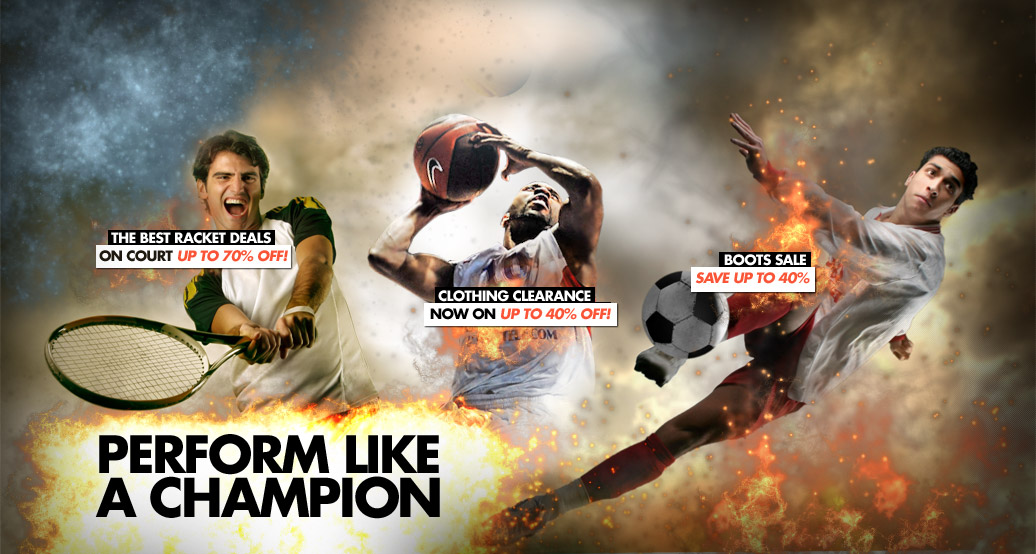 THE BEST RACKET DEALS
ON COURT UP TO 70% OFF!
CLOTHING CLEARANCE
NOW ON UP TO 40% OFF!
BOOTS SALE
SAVE UP TO 40%
PERFORM LIKE
A CHAMPION